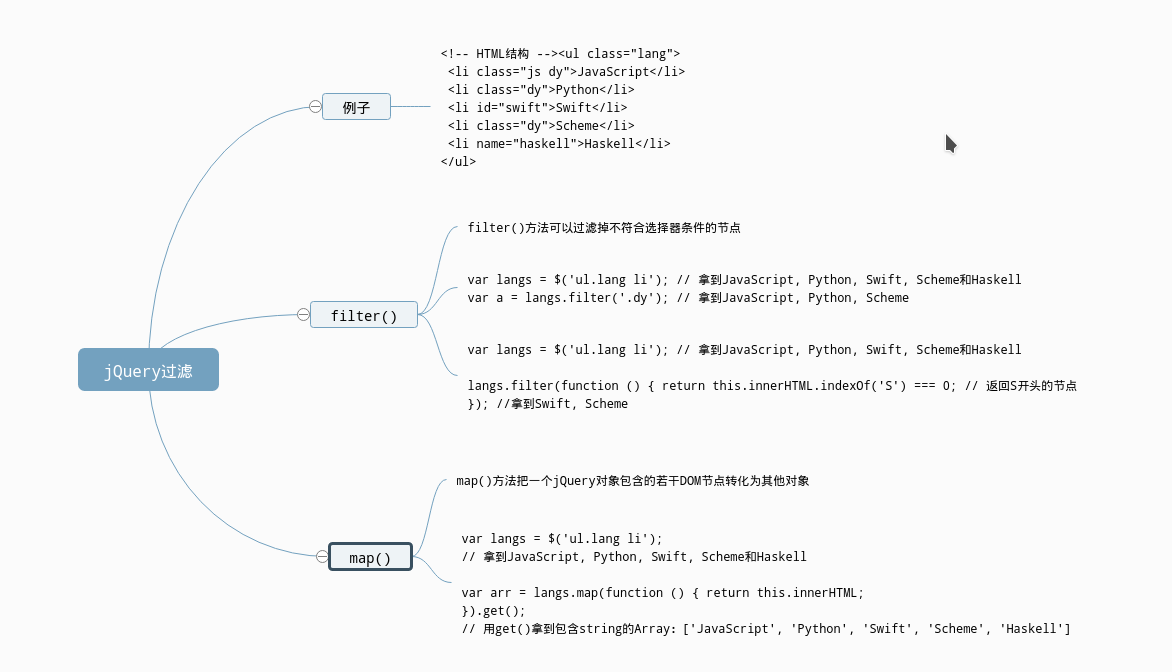 <!-- HTML结构 --><ul class="lang">
<li class="js dy">JavaScript</li>
<li class="dy">Python</li>
<li id="swift">Swift</li>
<li class="dy">Scheme</li>
<li name="haskell">Haskell</li>
</ul>
例子
filter()方法可以过滤掉不符合选择器条件的节点
var langs = $('ul.lang li'); // 拿到JavaScript, Python, Swift, Scheme和Haskell
var a = langs.filter('.dy'); // 拿到JavaScript, Python, Scheme
filter()
var langs = $('ul.lang li'); // 拿到JavaScript, Python, Swift, Scheme和Haskell
langs.filter(function () { return this.innerHTML.indexOf('S') === 0; // 返回S开头的节点
}); //拿到Swift, Scheme
jQuery过滤
map()方法把一个jQuery对象包含的若干DOM节点转化为其他对象
map()
var langs = $('ul.lang li');
// 拿到JavaScript, Python, Swift, Scheme和Haskell
var arr = langs.map(function () { return this.innerHTML;
}).get();
// 用get()拿到包含string的Array：['JavaScript', 'Python', 'Swift', 'Scheme', 'Haskell']